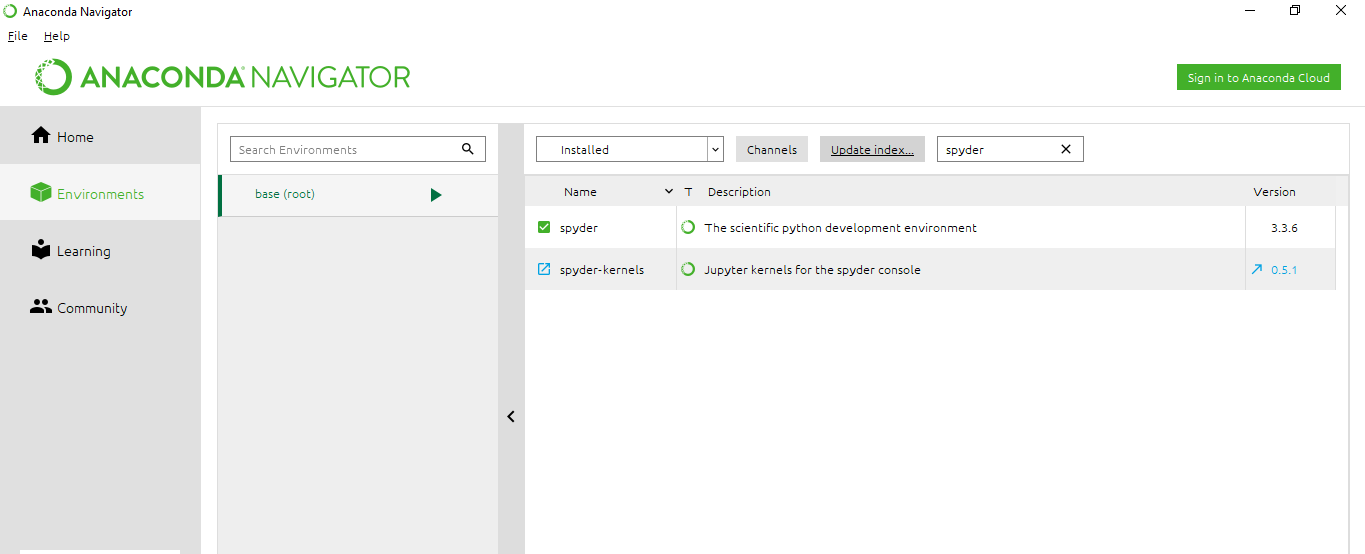 Anaconda Navigator
File Help
ANACONDA NAVIGATOR
Sign in to Anaconda Cloud
Home
Environments
Learning
Community
Search Environments
base (root)
Installed Channels Update index... spyder
Name T Description Version
spyder The scientific python development environment 3.3.6
spyder-kernels Jupyter kernels for the spyder console 0.5.1